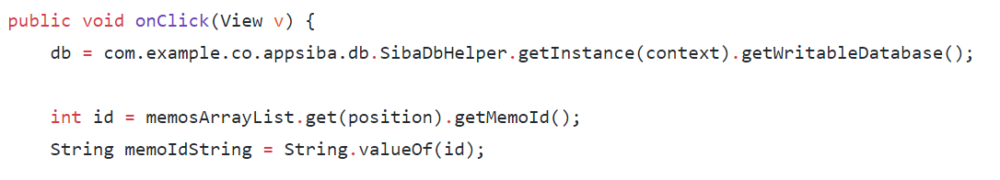 public void onClick(View v) {
    db = com.example.co.appsiba.db.SibaDbHelper.getInstance(context).getWritableDatabase();

    int id = memosArrayList.get(position).getMemoId();
    String memoIdString = String.valueOf(id);